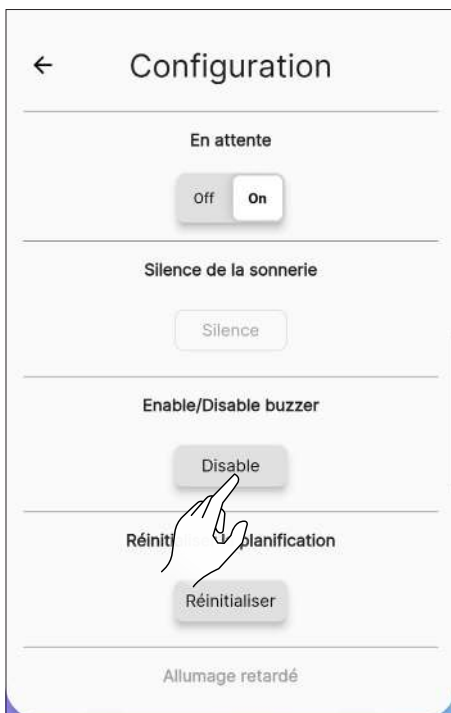 Configuration
En attente
Off On
Silence de la sonnerie
Silence
Enable/Disable buzzer
Disable
planification
Réinitialiser
Allumage retardé